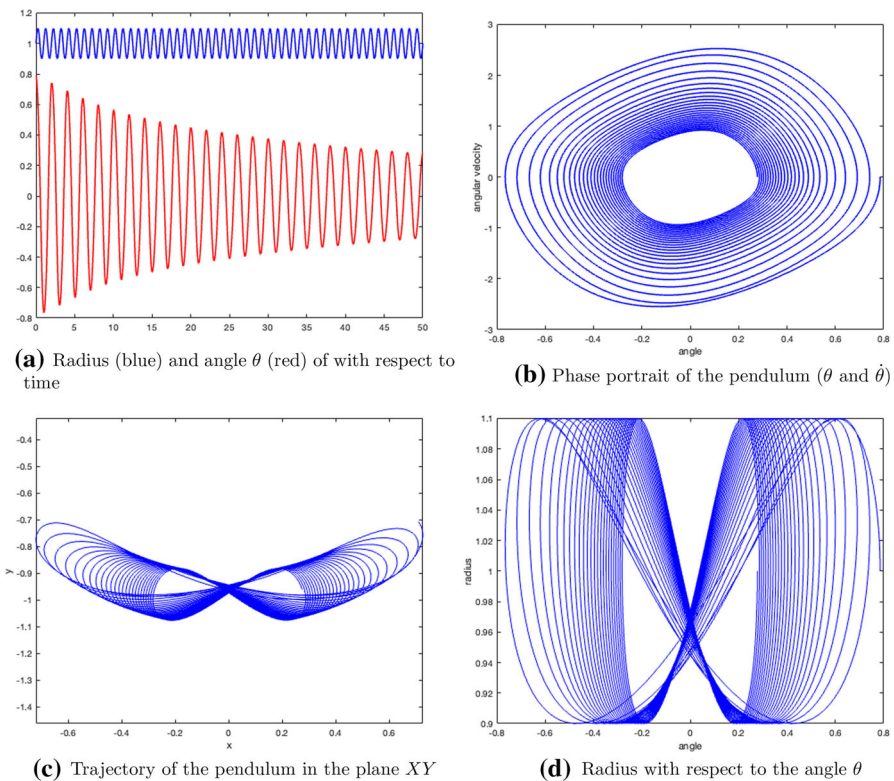 1.2
1
0.8
0.6
0.4
0.2
0
-0.2
-0.4
-0.6
-0.8
0 5 10 15 20 25 30 35 40 45 50
(a) Radius (blue) and angle θ (red) of with respect to
time
3
2
1
0
-1
-2
-3
angular velocity
-0.8 -0.6 -0.4 -0.2 0 0.2 0.4 0.6 0.8
angle
(b) Phase portrait of the pendulum (θ and θ̇)
-0.4
-0.5
-0.6
-0.7
-0.8
-0.9
-1
-1.1
-1.2
-1.3
-1.4
y
-0.6 -0.4 -0.2 0 0.2 0.4 0.6
x
(c) Trajectory of the pendulum in the plane XY
1.1
1.08
1.06
1.04
1.02
1
0.98
0.96
0.94
0.92
0.9
radius
-0.8 -0.6 -0.4 -0.2 0 0.2 0.4 0.6 0.8
angle
(d) Radius with respect to the angle θ